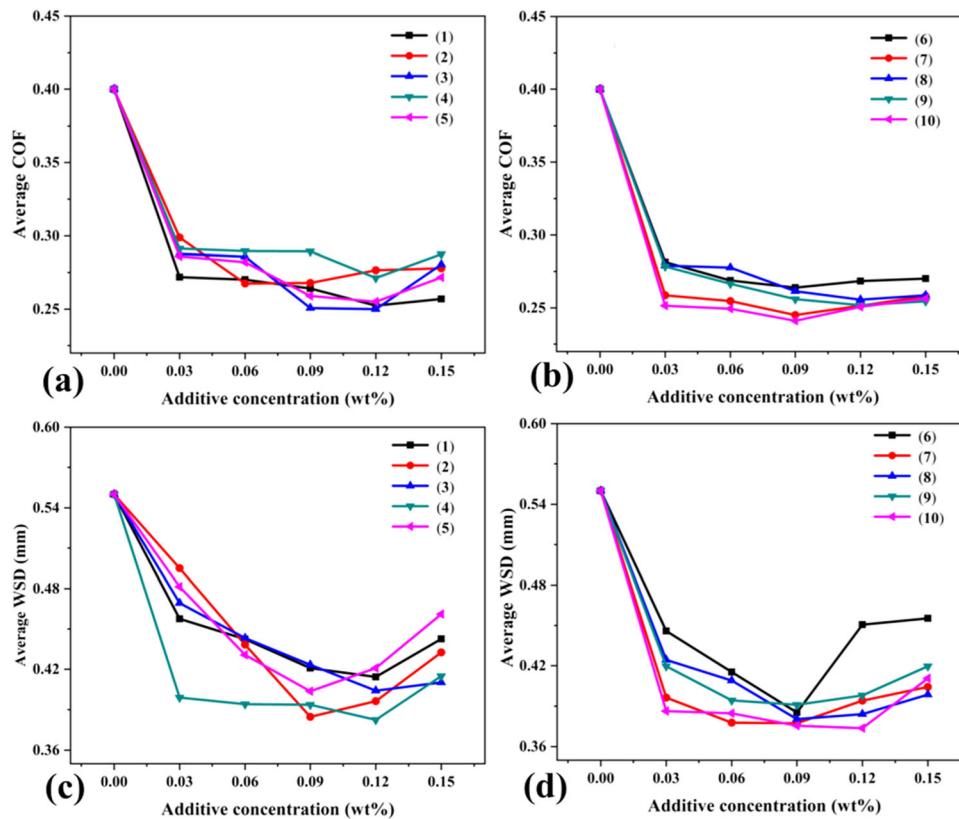 0.45
0.40
0.35
0.30
0.25
Average COF
(1)
(2)
(3)
(4)
(5)
0.00 0.03 0.06 0.09 0.12 0.15
(a)
Additive concentration (wt%)
0.45
0.40
0.35
0.30
0.25
Average COF
(6)
(7)
(8)
(9)
(10)
0.00 0.03 0.06 0.09 0.12 0.15
(b)
Additive concentration (wt%)
0.60
0.54
0.48
0.42
0.36
Average WSD (mm)
(1)
(2)
(3)
(4)
(5)
0.00 0.03 0.06 0.09 0.12 0.15
(c)
Additive concentration (wt%)
0.60
0.54
0.48
0.42
0.36
Average WSD (mm)
(6)
(7)
(8)
(9)
(10)
0.00 0.03 0.06 0.09 0.12 0.15
(d)
Additive concentration (wt%)